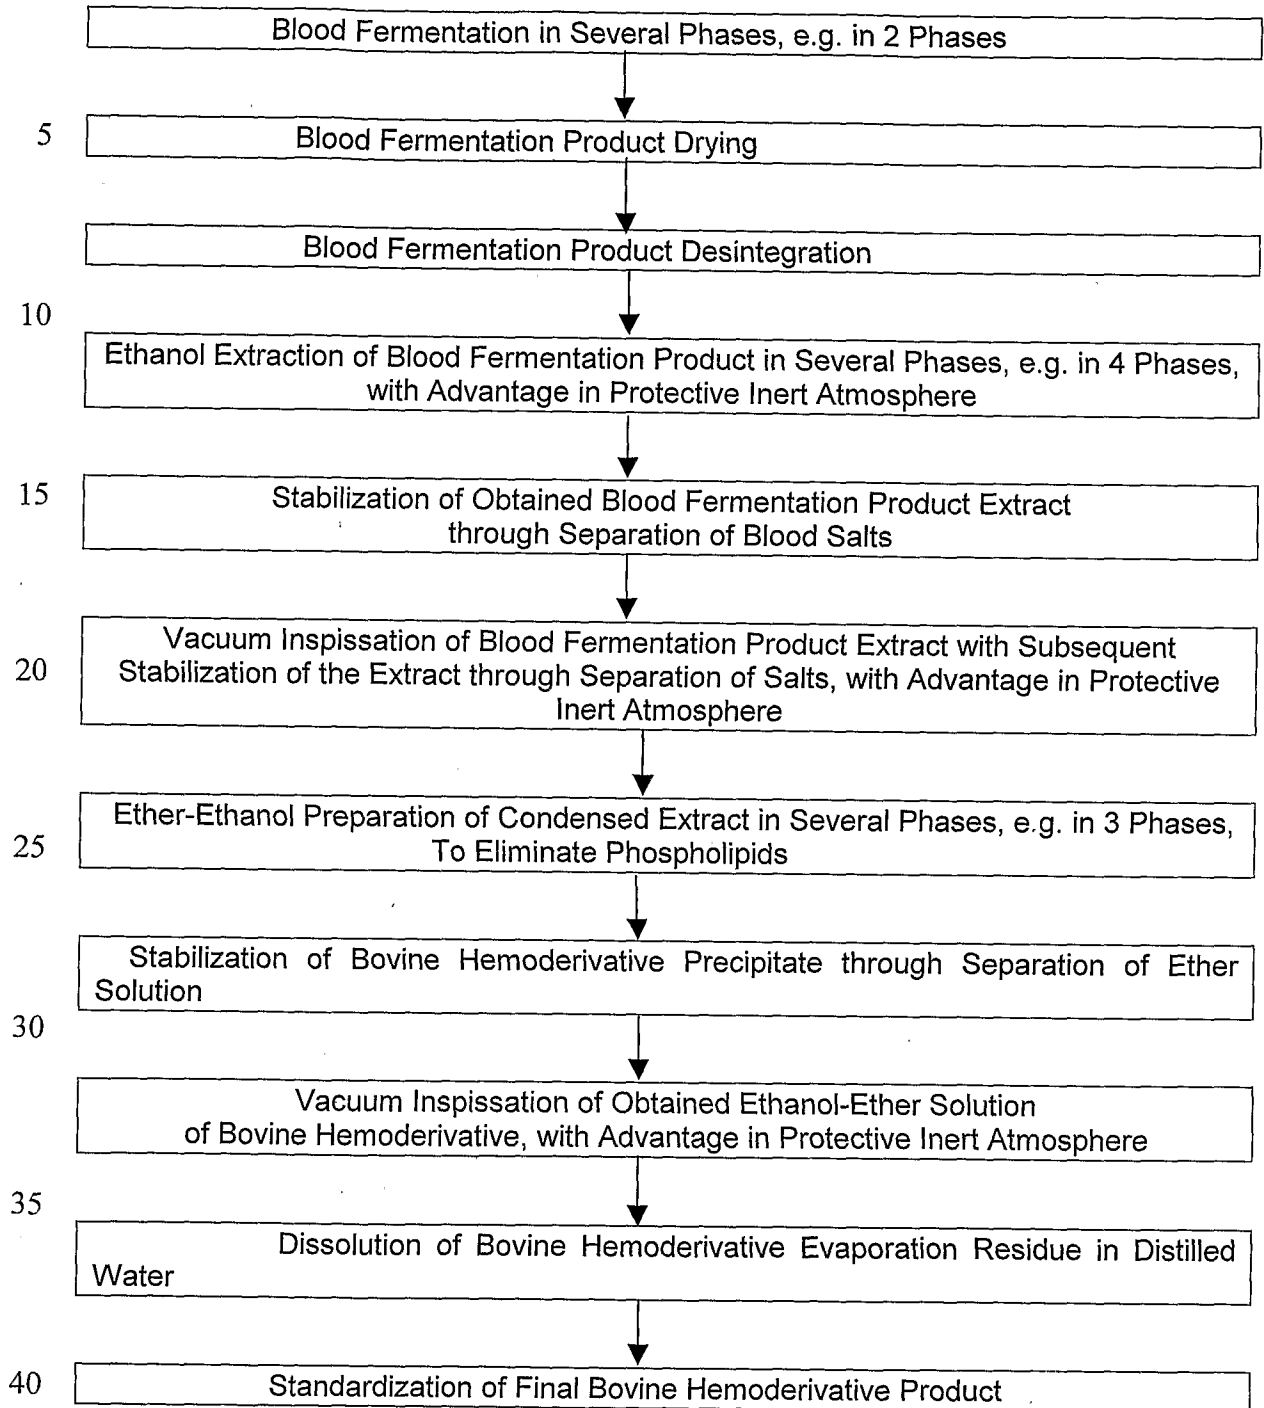 Blood Fermentation in Several Phases, e.g. in 2 Phases
5
Blood Fermentation Product Drying
Blood Fermentation Product Desintegration
10
Ethanol Extraction of Blood Fermentation Product in Several Phases, e.g. in 4 Phases,
with Advantage in Protective Inert Atmosphere
15
Stabilization of Obtained Blood Fermentation Product Extract
through Separation of Blood Salts
Vacuum Inspissation of Blood Fermentation Product Extract with Subsequent
20
Stabilization of the Extract through Separation of Salts, with Advantage in Protective
Inert Atmosphere
Ether-Ethanol Preparation of Condensed Extract in Several Phases, e.g. in 3 Phases,
25
To Eliminate Phospholipids
Stabilization of Bovine Hemoderivative Precipitate through Separation of Ether
Solution
30
Vacuum Inspissation of Obtained Ethanol-Ether Solution
of Bovine Hemoderivative, with Advantage in Protective Inert Atmosphere
35
Dissolution of Bovine Hemoderivative Evaporation Residue in Distilled
Water
40
Standardization of Final Bovine Hemoderivative Product